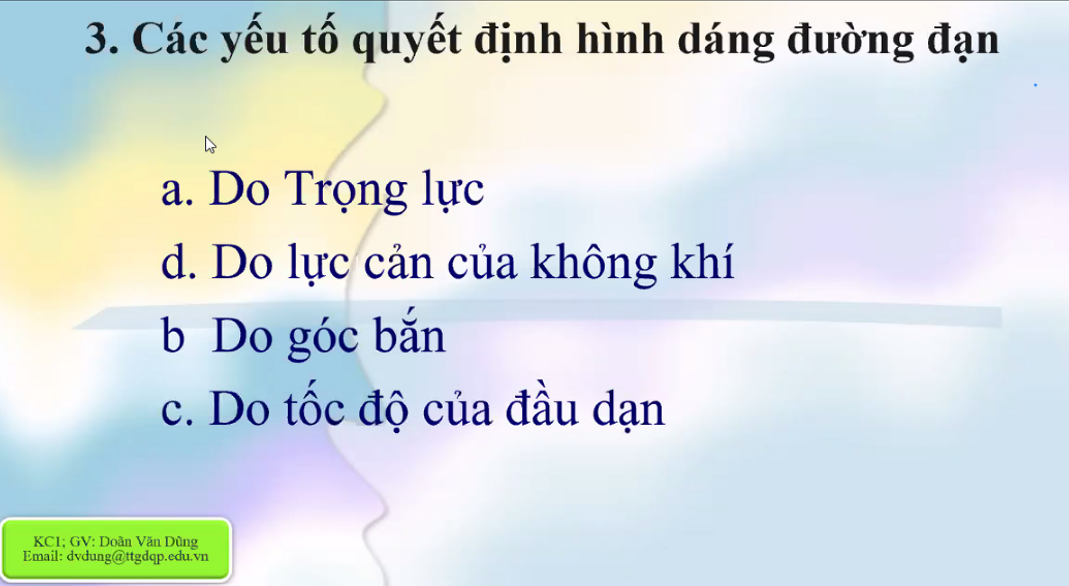 3. Các yếu tố quyết định hình dáng đường đạn
a. Do Trọng lực
d. Do lực cản của không khí
b Do góc bắn
c. Do tốc độ của đầu dạn
KC1; GV: Doãn Văn Dũng
Email: dvdung@ttgdqp.edu.vn